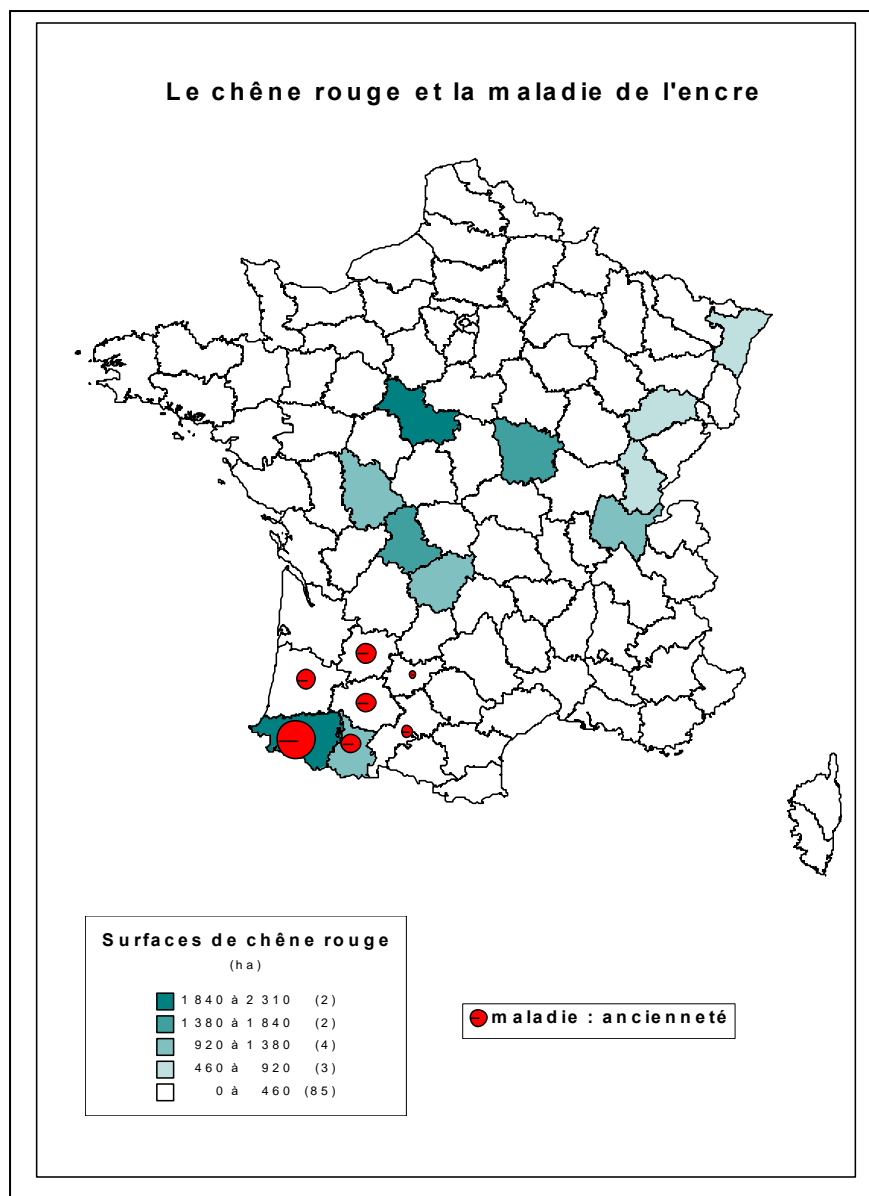 Le chêne rouge et la maladie de l'encre
Surfaces de chêne rouge
(ha)
1 840 à 2 310 (2)
1 380 à 1 840 (2)
920 à 1 380 (4)
460 à 920 (3)
0 à 460 (85)
maladie : ancienneté